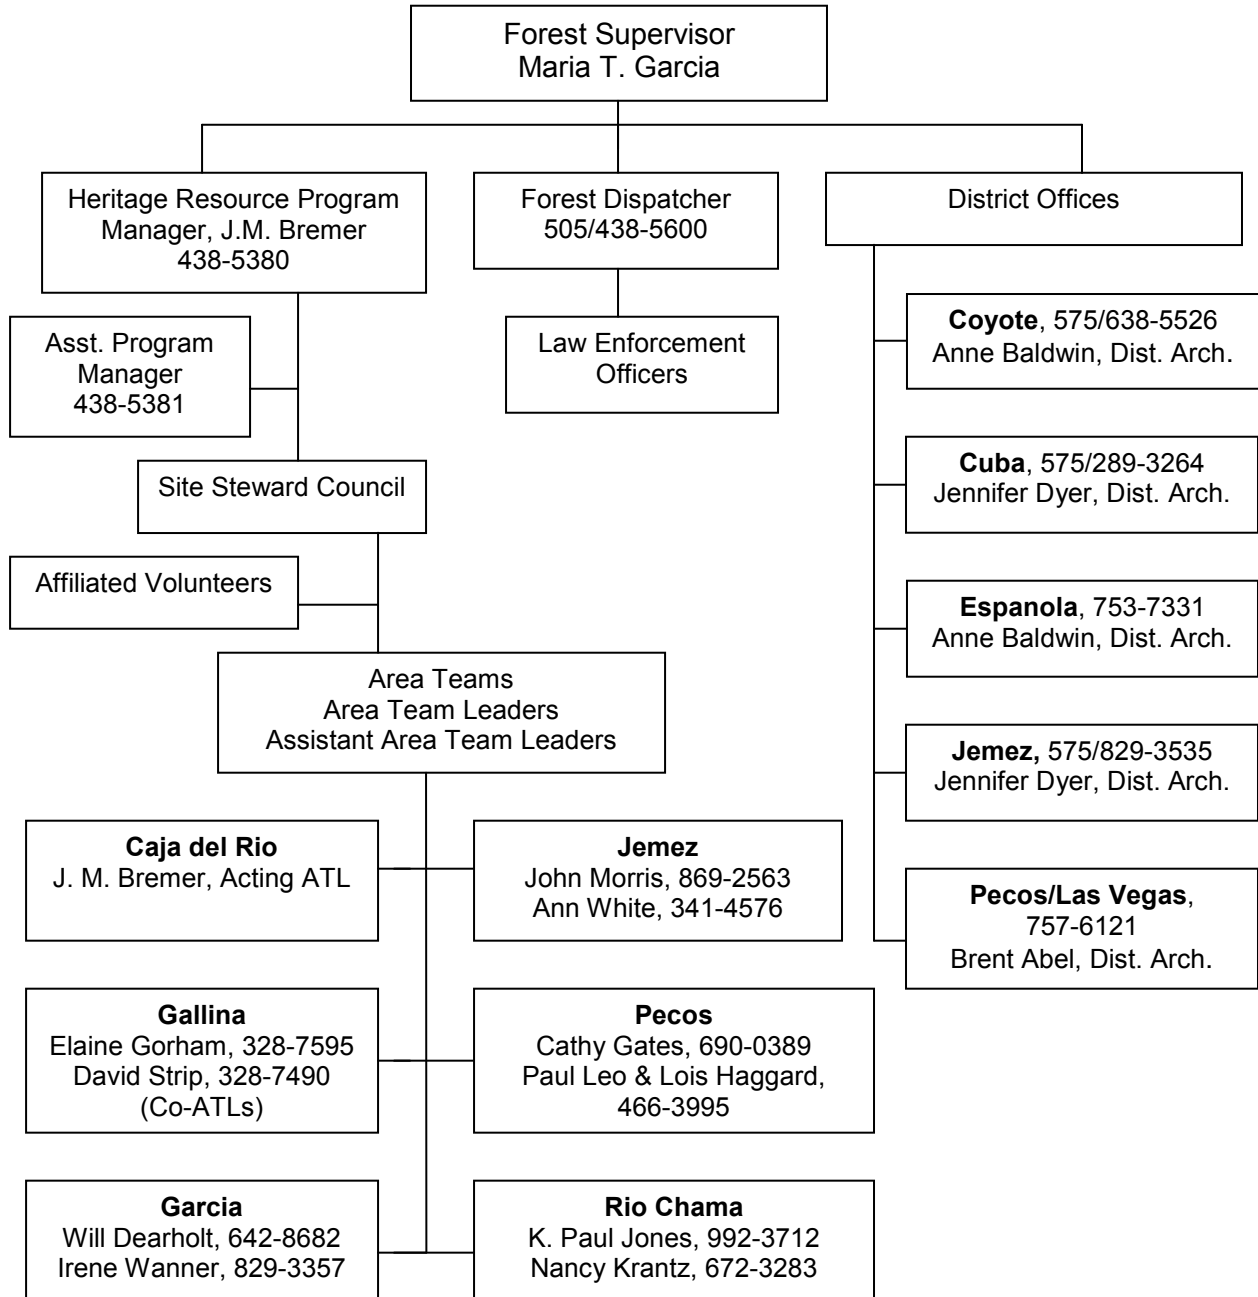 Forest Supervisor
Maria T. Garcia
Heritage Resource Program
Manager, J.M. Bremer
438-5380
Forest Dispatcher
505/438-5600
District Offices
Asst. Program
Manager
438-5381
Law Enforcement
Officers
Site Steward Council
Affiliated Volunteers
Area Teams
Area Team Leaders
Assistant Area Team Leaders
Caja del Rio
J. M. Bremer, Acting ATL
Jemez
John Morris, 869-2563
Ann White, 341-4576
Gallina
Elaine Gorham, 328-7595
David Strip, 328-7490
(Co-ATLs)
Pecos
Cathy Gates, 690-0389
Paul Leo & Lois Haggard,
466-3995
Garcia
Will Dearholt, 642-8682
Irene Wanner, 829-3357
Rio Chama
K. Paul Jones, 992-3712
Nancy Krantz, 672-3283
Coyote, 575/638-5526
Anne Baldwin, Dist. Arch.
Cuba, 575/289-3264
Jennifer Dyer, Dist. Arch.
Espanola, 753-7331
Anne Baldwin, Dist. Arch.
Jemez, 575/829-3535
Jennifer Dyer, Dist. Arch.
Pecos/Las Vegas,
757-6121
Brent Abel, Dist. Arch.